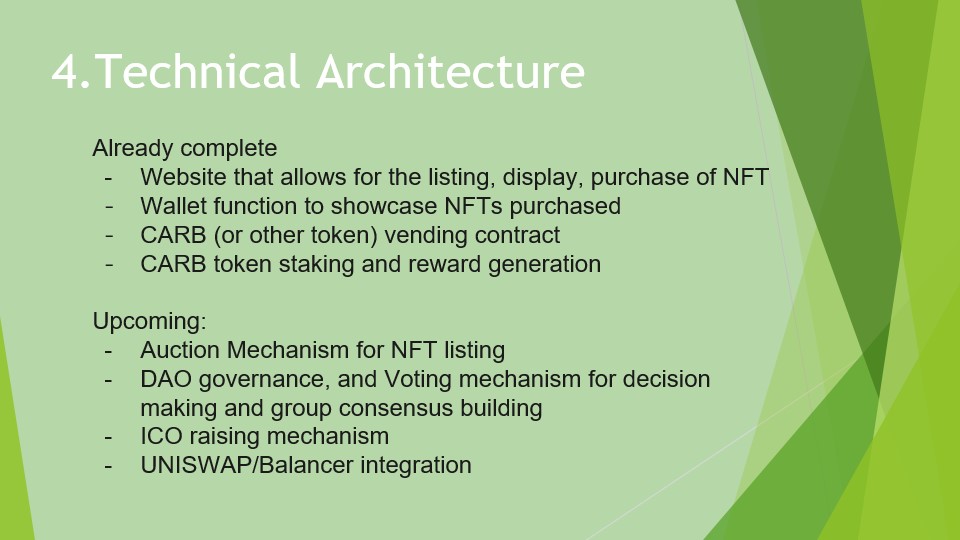 4.Technical Architecture
Already complete
- Website that allows for the listing, display, purchase of NFT
- Wallet function to showcase NFTs purchased
- CARB (or other token) vending contract
- CARB token staking and reward generation
Upcoming:
- Auction Mechanism for NFT listing
- DAO governance, and Voting mechanism for decision
making and group consensus building
- ICO raising mechanism
- UNISWAP/Balancer integration